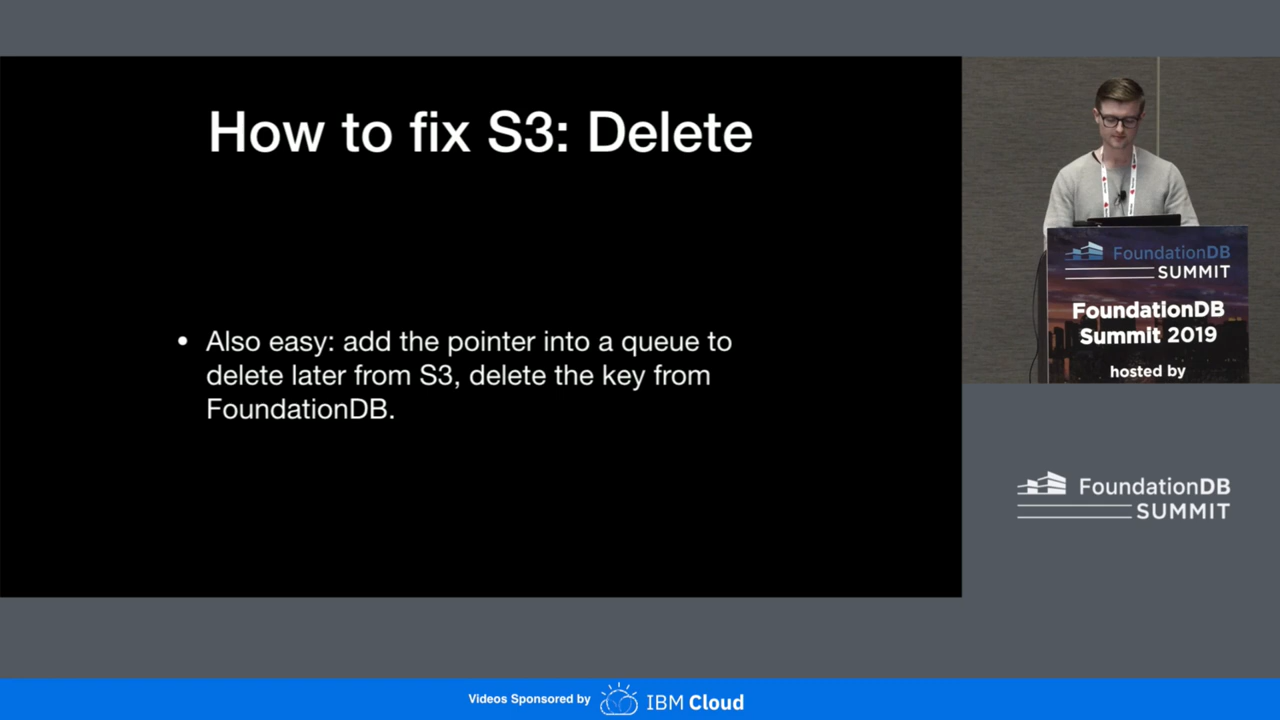 How to fix S3: Delete
• Also easy: add the pointer into a queue to
delete later from S3, delete the key from
FoundationDB.
FoundationDB
SUMMIT
FoundationDB
Summit 2019
hosted by
FoundationDB
SUMMIT
Videos Sponsored by IBM Cloud